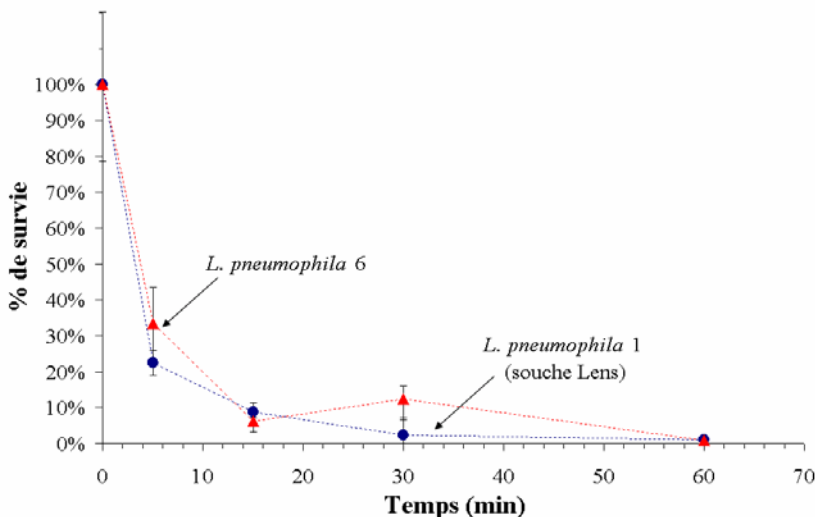 100%
90%
80%
70%
60%
50%
40%
30%
20%
10%
0%
% de survie
L. pneumophila 6
L. pneumophila 1
(souche Lens)
0 10 20 30 40 50 60 70
Temps (min)